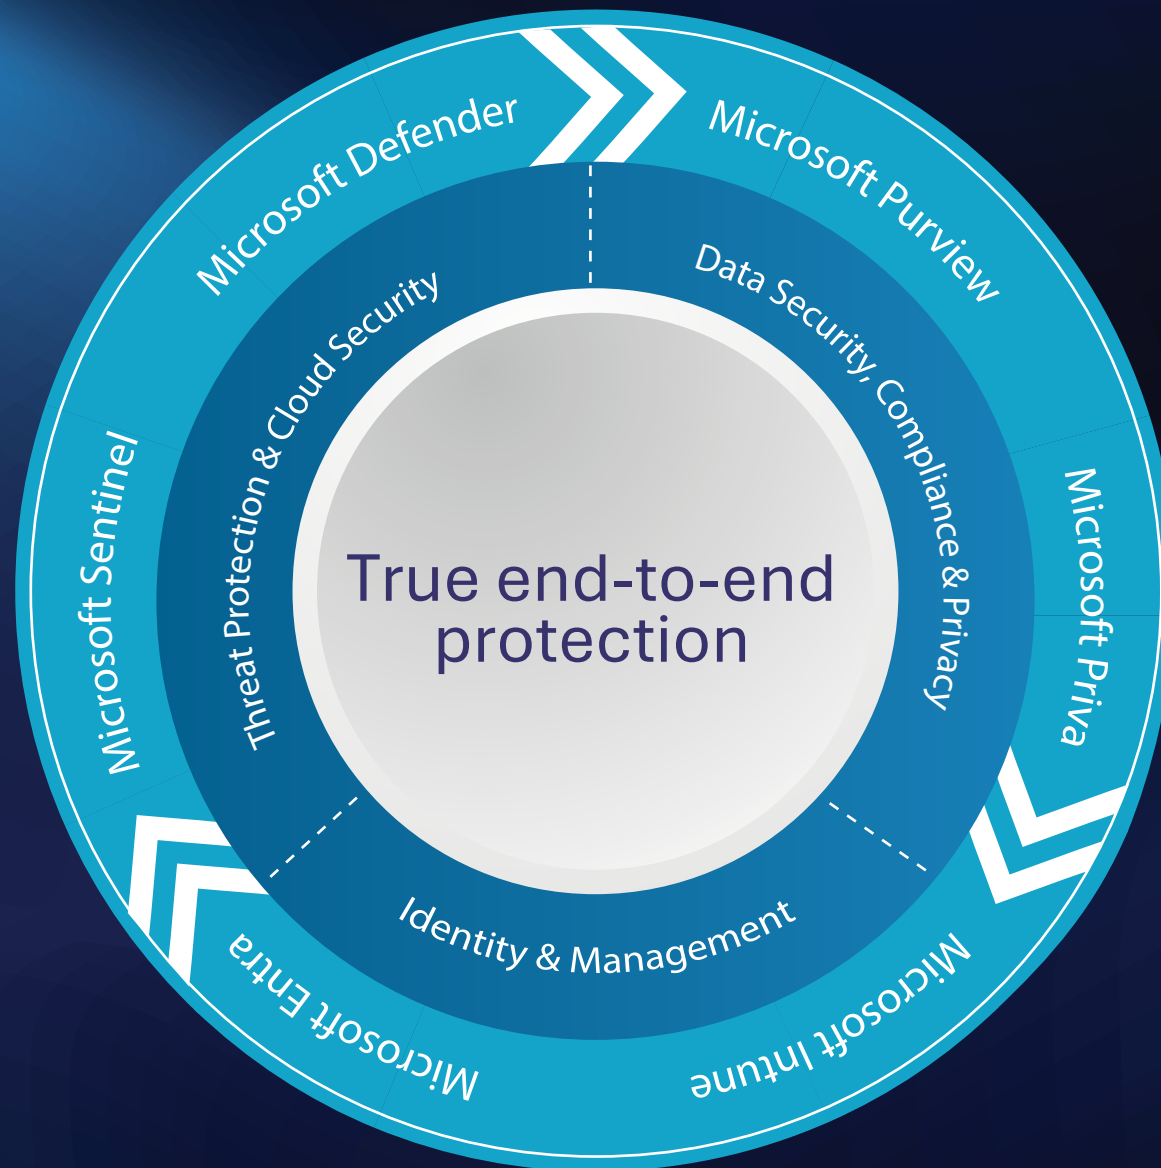 Microsoft Defender
Microsoft Purview
Microsoft Priva
Microsoft Intune
Microsoft Entra
Microsoft Sentinel
Threat Protection & Cloud Security
Data Security, Compliance & Privacy
Identity & Management
True end-to-end
protection